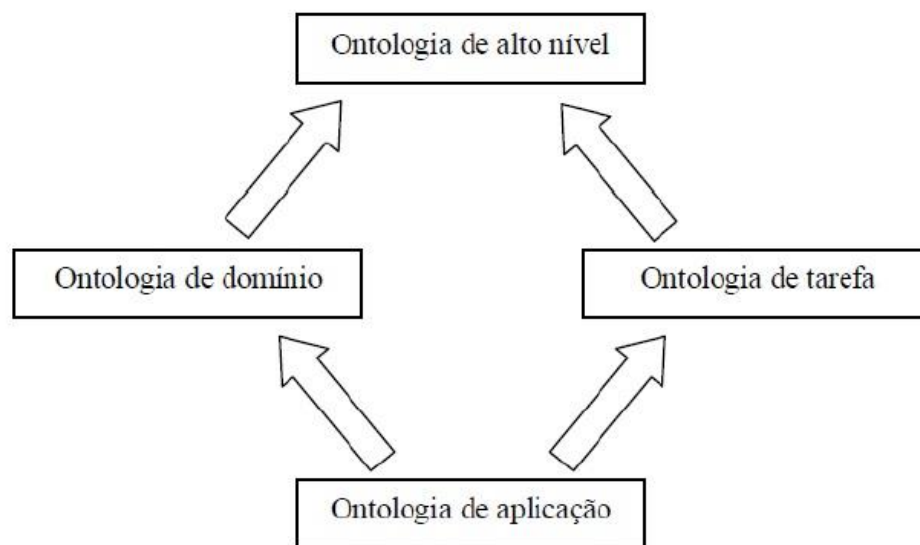 Ontologia de alto nível
Ontologia de domínio
Ontologia de tarefa
Ontologia de aplicação